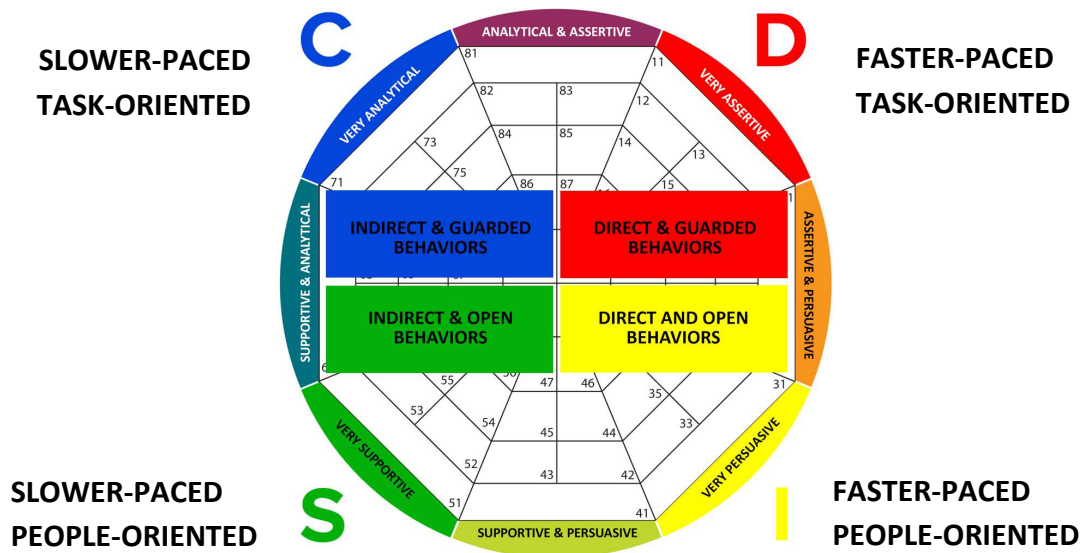 C
D
ANALYTICAL & ASSERTIVE
SLOWER-PACED
TASK-ORIENTED
FASTER-PACED
TASK-ORIENTED
VERY ANALYTICAL
VERY ASSERTIVE
81
11
82
83
12
84
85
14
73
13
75
15
86
87
71
SUPPORTIVE & ANALYTICAL
ASSERTIVE & PERSUASIVE
INDIRECT & GUARDED
BEHAVIORS
DIRECT & GUARDED
BEHAVIORS
INDIRECT & OPEN
BEHAVIORS
DIRECT AND OPEN
BEHAVIORS
55
47
46
31
35
53
54
45
44
33
52
43
42
51
41
VERY SUPPORTIVE
VERY PERSUASIVE
SUPPORTIVE & PERSUASIVE
S
I
SLOWER-PACED
PEOPLE-ORIENTED
FASTER-PACED
PEOPLE-ORIENTED